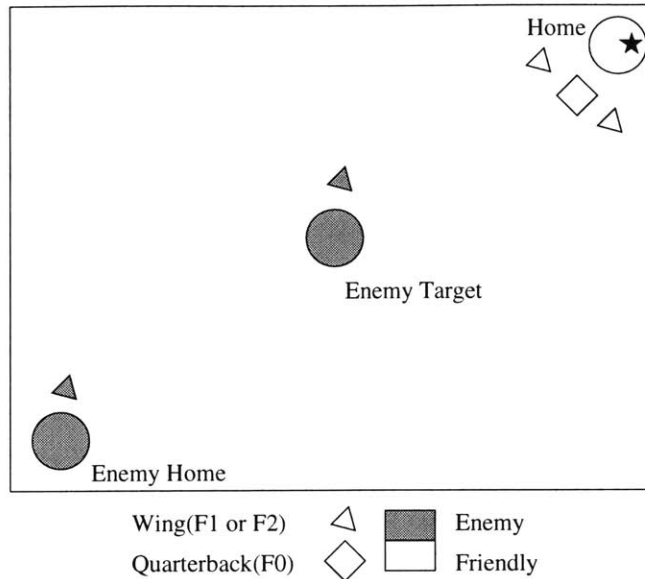 Home
Enemy Target
Enemy Home
Wing(F1 or F2)
Enemy
Quarterback(F0)
Friendly